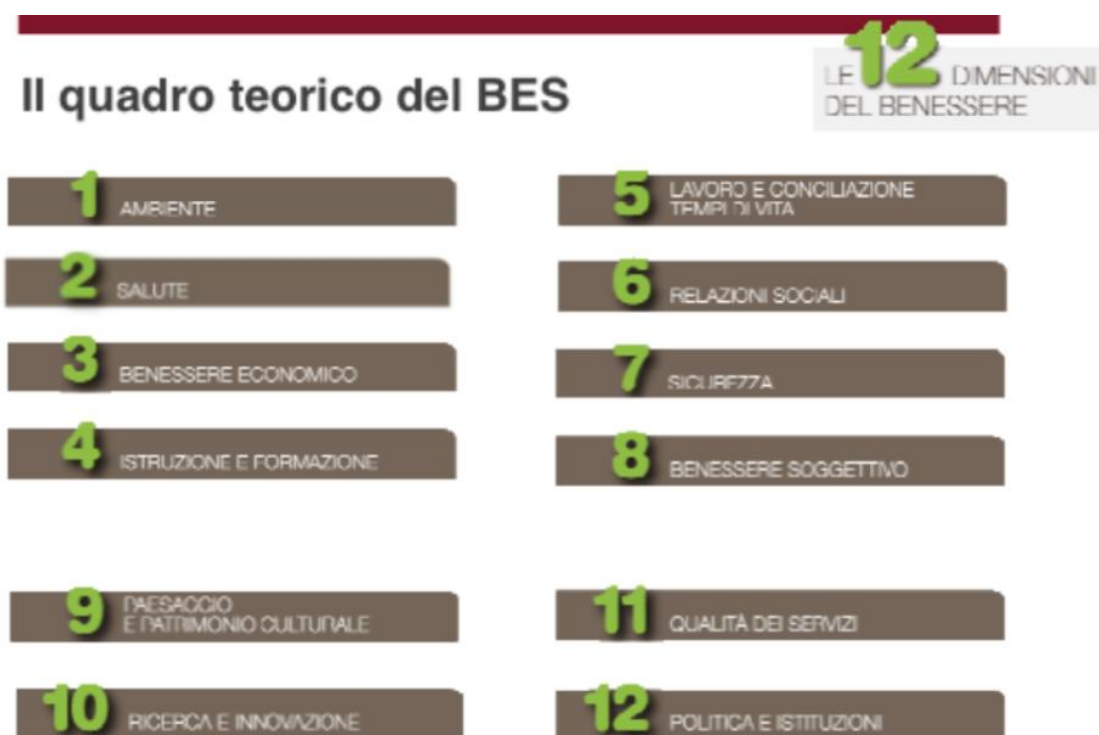 Il quadro teorico del BES
LE 12 DIMENSIONI
DEL BENESSERE
1 AMBIENTE
2 SALUTE
3 BENESSERE ECONOMICO
4 ISTRUZIONE E FORMAZIONE
5 LAVORO E CONCILIAZIONE
TEMPI DI VITA
6 RELAZIONI SOCIALI
7 SICUREZZA
8 BENESSERE SOGGETTIVO
9 PAESAGGIO
E PATRIMONIO CULTURALE
10 RICERCA E INNOVAZIONE
11 QUALITÀ DEI SERVIZI
12 POLITICA E ISTITUZIONI